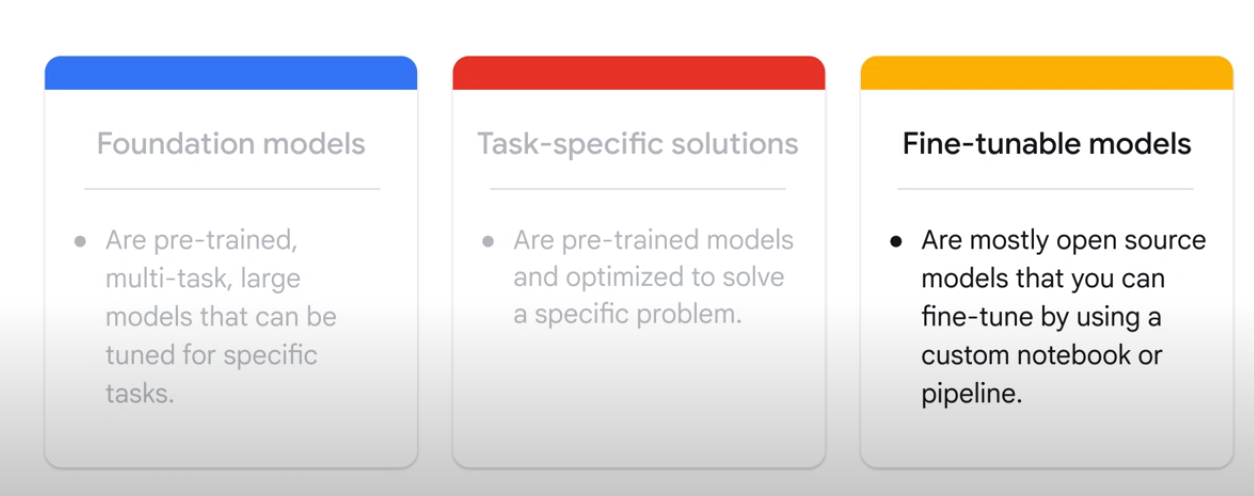 Foundation models
• Are pre-trained,
multi-task, large
models that can be
tuned for specific
tasks.
Task-specific solutions
• Are pre-trained models
and optimized to solve
a specific problem.
Fine-tunable models
• Are mostly open source
models that you can
fine-tune by using a
custom notebook or
pipeline.